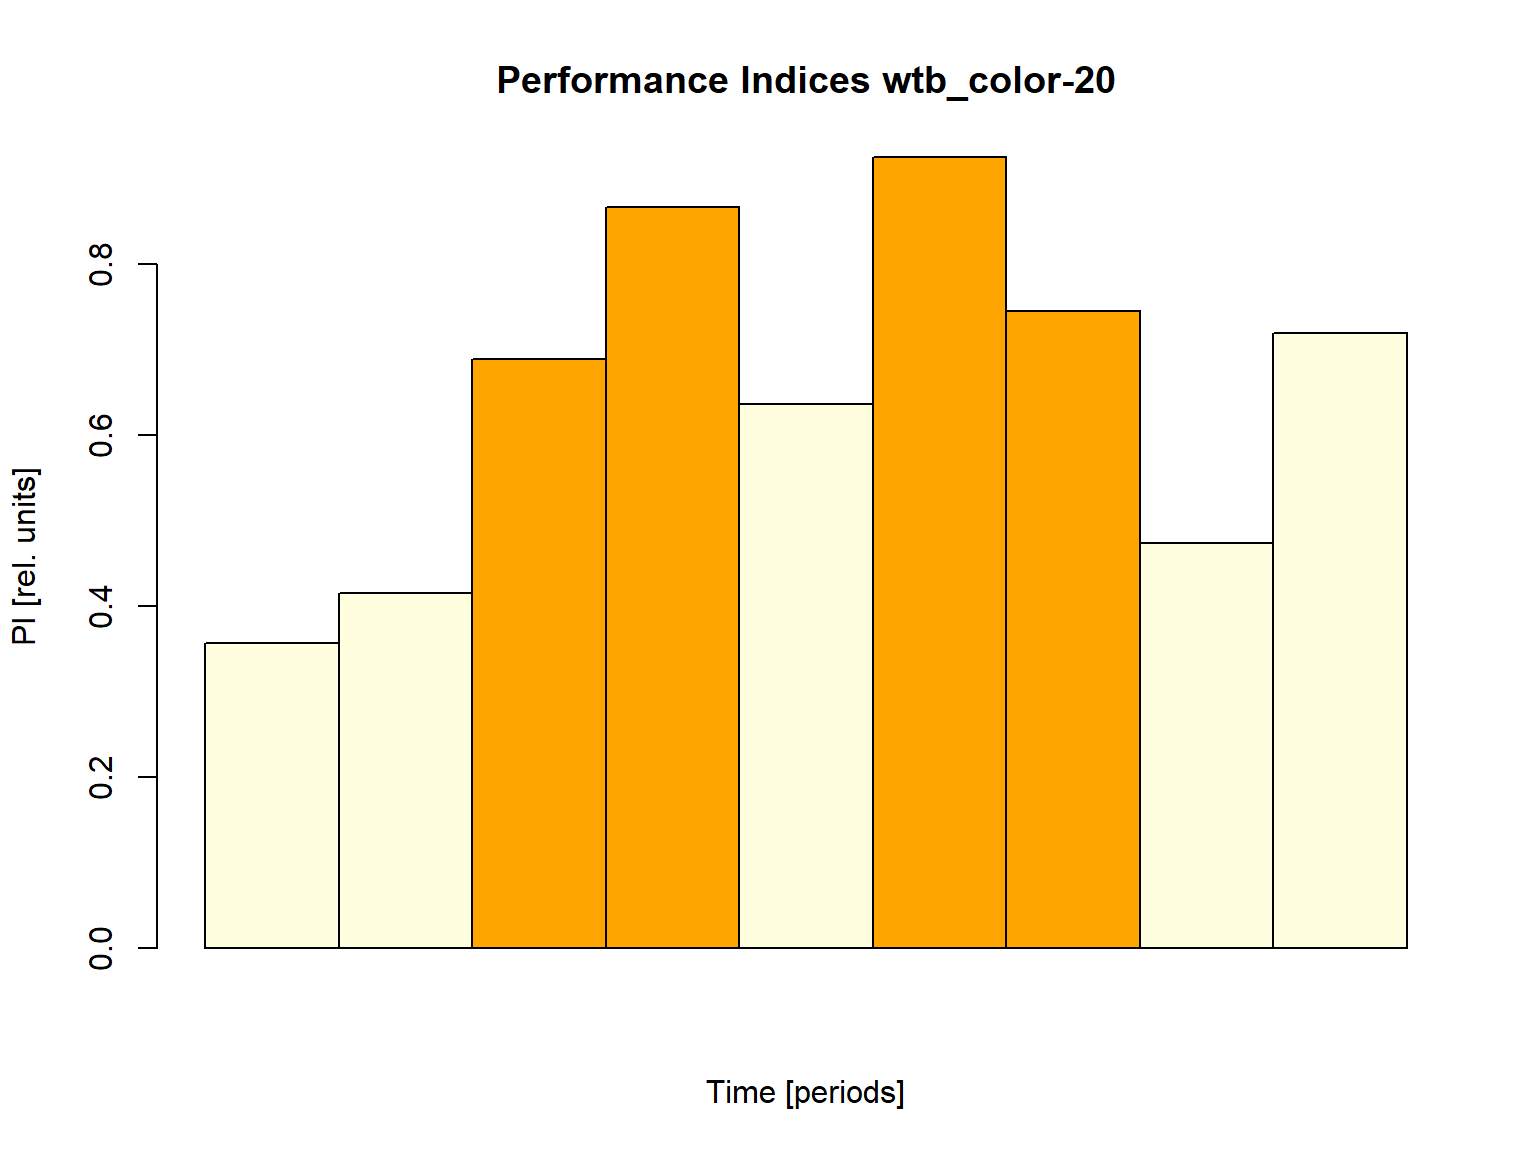 Performance Indices wtb_color-20
PI [rel. units]
0.8
0.6
0.4
0.2
0.0
Time [periods]